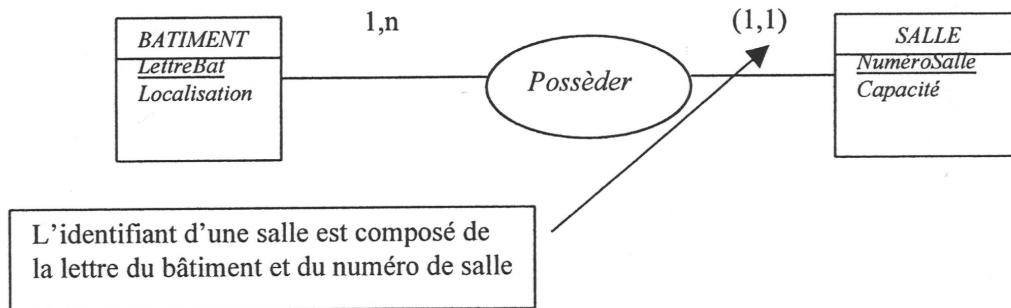 BATIMENT
LettreBat
Localisation
1,n
Possèder
(1,1)
SALLE
NuméroSalle
Capacité
L'identifiant d'une salle est composé de
la lettre du bâtiment et du numéro de salle